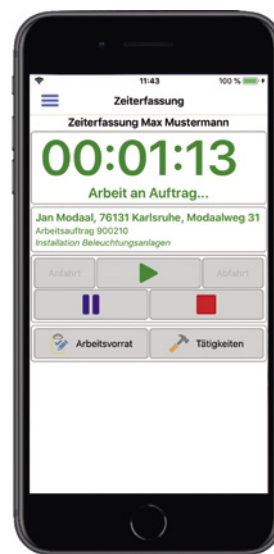 11:43
100 %
Zeiterfassung
Zeiterfassung Max Mustermann
00:01:13
Arbeit an Auftrag...
Jan Modaal, 76131 Karlsruhe, Modaalweg 31
Arbeitsauftrag 900210
Installation Beleuchtungsanlagen
Anfahrt
Abfahrt
Arbeitsvorrat
Tätigkeiten